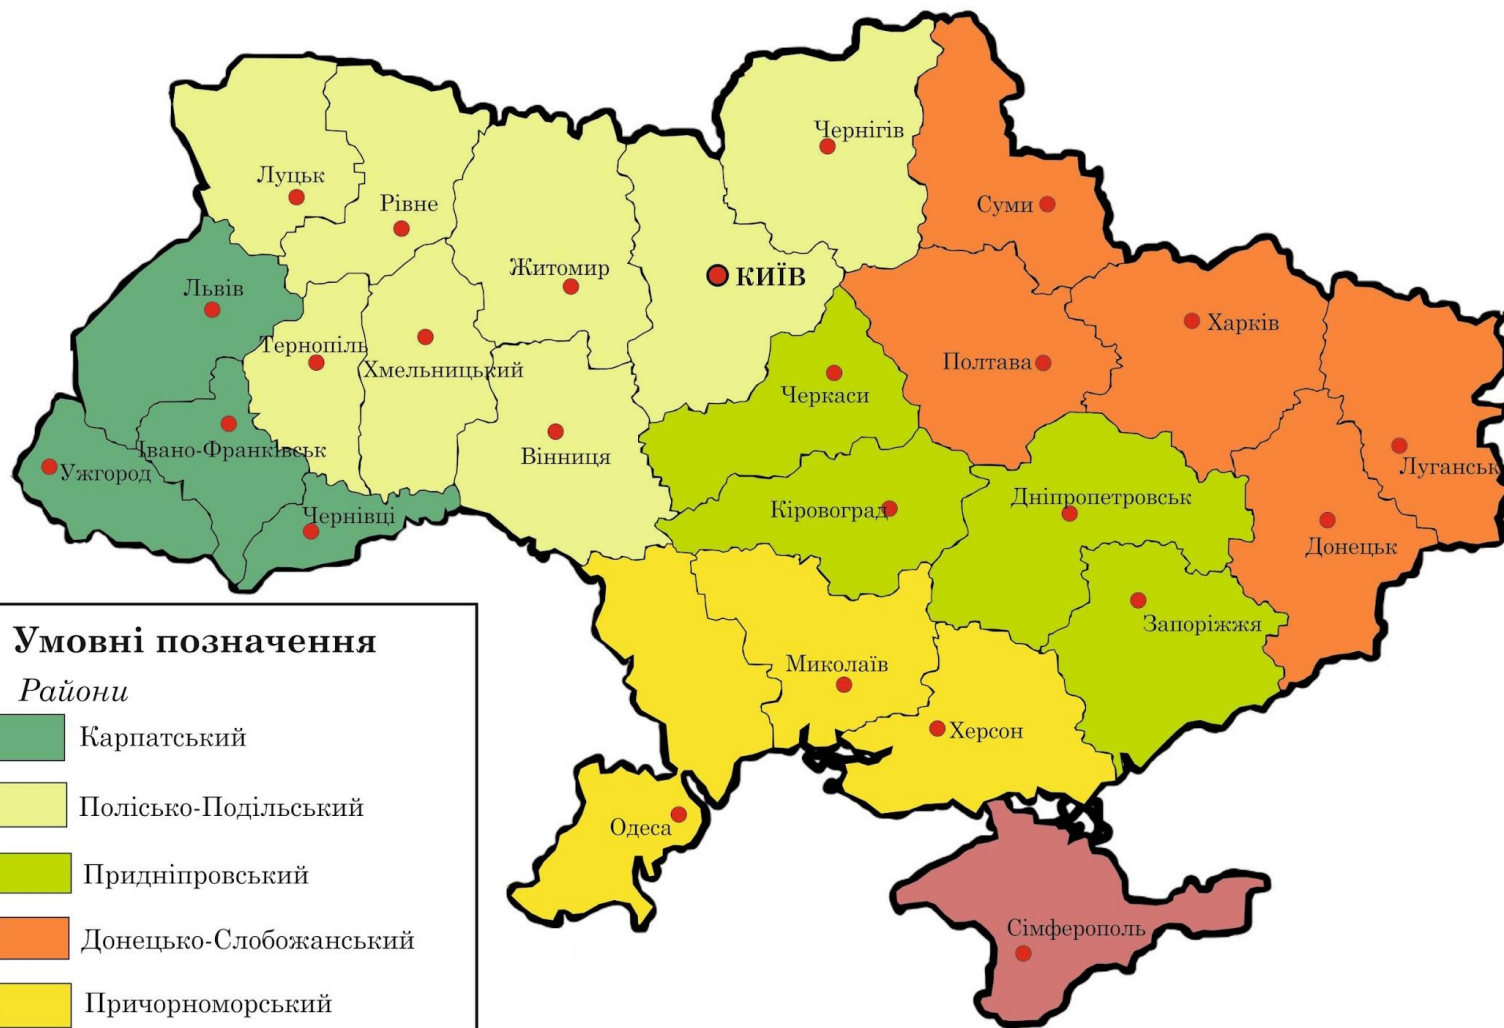 Чернігів
Луцьк
Рівне
Суми
Житомир
КИЇВ
Львів
Харків
Тернопіль
Хмельницький
Полтава
Черкаси
Івано-Франківськ
Ужгород
Вінниця
Луганськ
Чернівці
Кіровоград
Дніпропетровськ
Донецьк
Запоріжжя
Миколаїв
Херсон
Одеса
Сімферополь
Умовні позначення
Райони
Карпатський
Полісько-Подільський
Придніпровський
Донецько-Слобожанський
Причорноморський